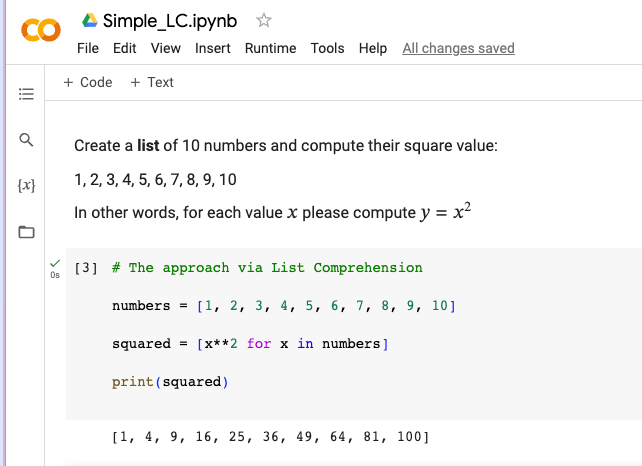 Simple_LC.ipynb
File Edit View Insert Runtime Tools Help All changes saved
+ Code + Text
Create a list of 10 numbers and compute their square value:
1, 2, 3, 4, 5, 6, 7, 8, 9, 10
In other words, for each value x please compute y = x²
{x}
[3] # The approach via List Comprehension
0s
numbers = [1, 2, 3, 4, 5, 6, 7, 8, 9, 10]
squared = [x**2 for x in numbers]
print(squared)
[1, 4, 9, 16, 25, 36, 49, 64, 81, 100]